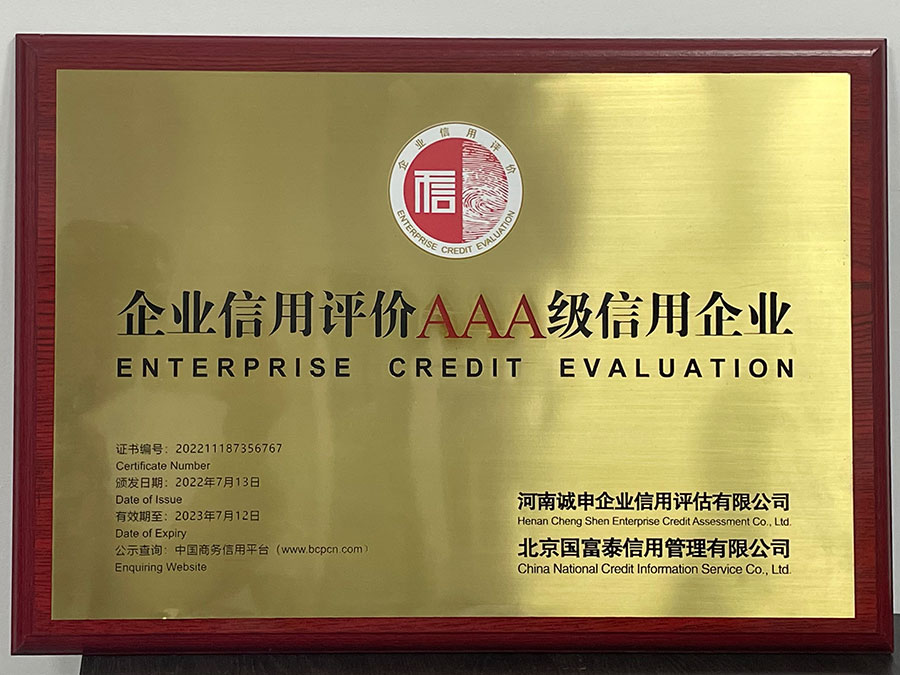 企业信用评价
信
ENTERPRISE CREDIT EVALUATION
企业信用评价AAA级信用企业
ENTERPRISE CREDIT EVALUATION
证书编号：202211187356767
Certificate Number
颁发日期：2022年7月13日
Date of Issue
有效期至：2023年7月12日
Date of Expiry
公示查询：中国商务信用平台（www.bcpcn.com）
Enquiring Website
河南诚申企业信用评估有限公司
Henan Cheng Shen Enterprise Credit Assessment Co., Ltd.
北京国富泰信用管理有限公司
China National Credit Information Service Co., Ltd.